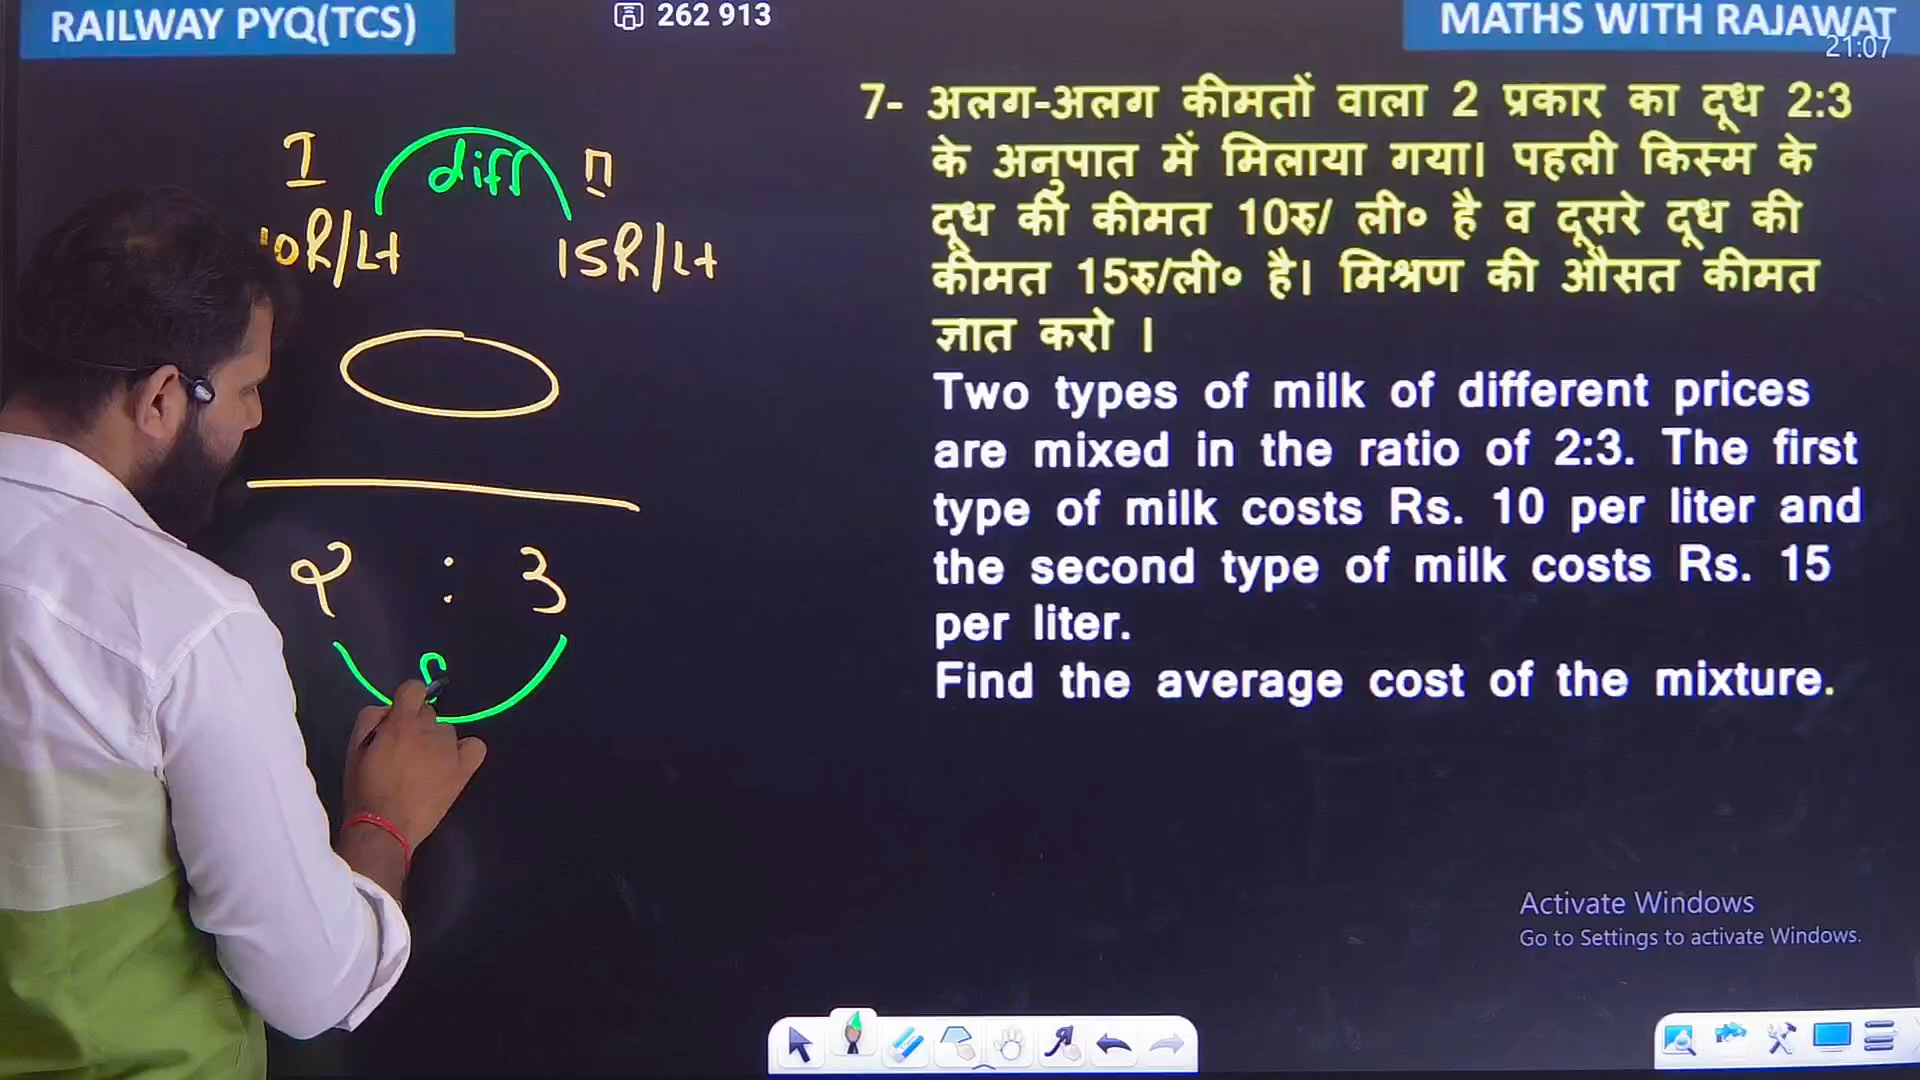 RAILWAY PYQ(TCS)
262 913
MATHS WITH RAJAWAT
21:07
I diff II
10R/Lt 15R/Lt
2 : 3
7- अलग-अलग कीमतों वाला 2 प्रकार का दूध 2:3
के अनुपात में मिलाया गया। पहली किस्म के
दूध की कीमत 10रु/ ली० है व दूसरे दूध की
कीमत 15रु/ली० है। मिश्रण की औसत कीमत
ज्ञात करो ।
Two types of milk of different prices
are mixed in the ratio of 2:3. The first
type of milk costs Rs. 10 per liter and
the second type of milk costs Rs. 15
per liter.
Find the average cost of the mixture.
Activate Windows
Go to Settings to activate Windows.